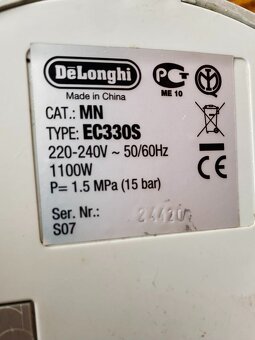 DeLonghi
Made in China
ME 10
CAT.: MN
TYPE: EC330S
220-240V ~ 50/60Hz
1100W
P= 1.5 MPa (15 bar)
Ser. Nr.:
S07